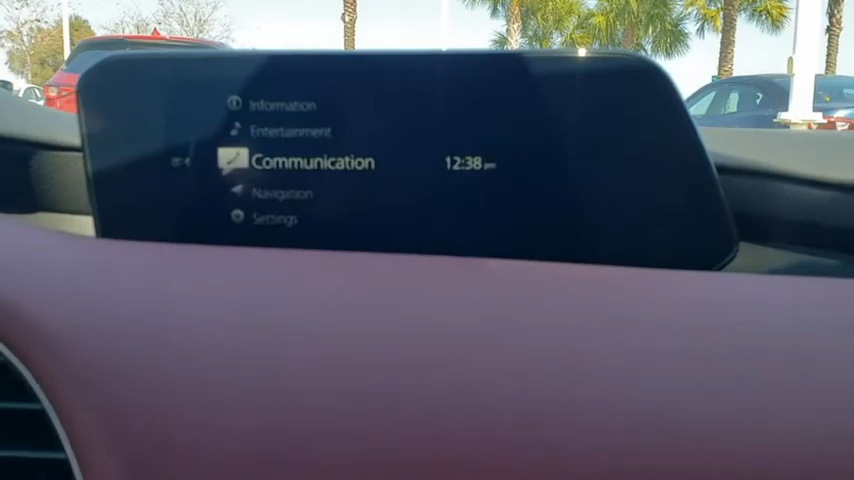 Information
Entertainment
Communication
12:38 pm
Navigation
Settings